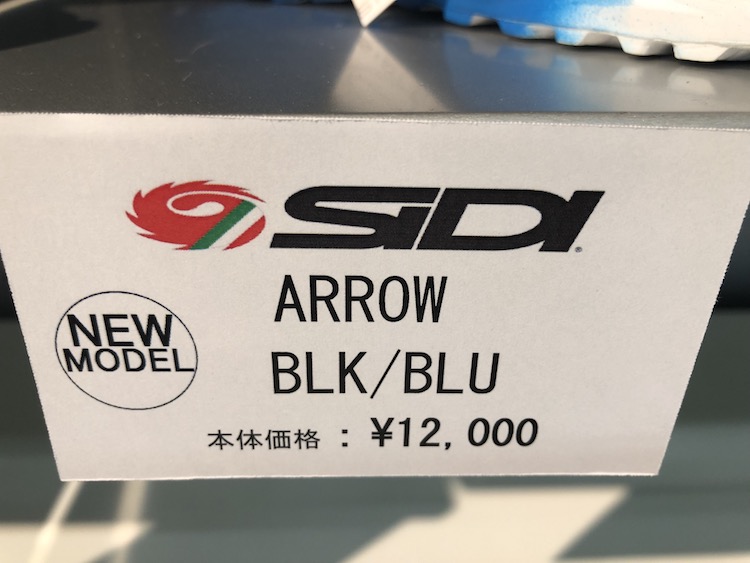 SIDI
ARROW
NEW
MODEL
BLK/BLU
本体価格 : ¥12,000